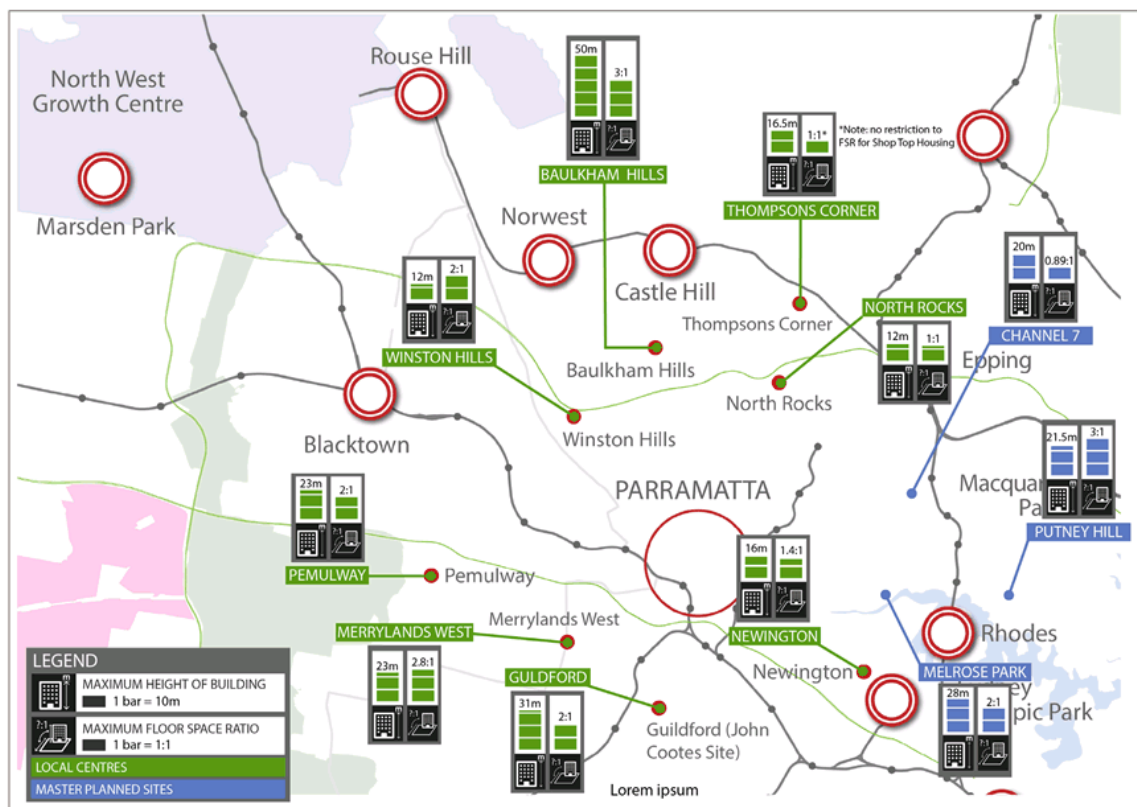 North West
Growth Centre
Marsden Park
Rouse Hill
50m
3:1
BAULKHAM HILLS
16.5m
1:1*
*Note: no restriction to
FSR for Shop Top Housing
THOMPSONS CORNER
Norwest
Castle Hill
12m
2:1
WINSTON HILLS
Thompsons Corner
NORTH ROCKS
20m
0.89:1
CHANNEL 7
12m
1:1
Epping
Baulkham Hills
North Rocks
Winston Hills
Blacktown
21.5m
3:1
Macquar
Pa
PUTNEY HILL
23m
2:1
PEMULWAY
Pemulway
PARRAMATTA
16m
1.4:1
NEWINGTON
Newington
Merrylands West
MERRYLANDS WEST
23m
2.8:1
GULDFORD
31m
2:1
Guildford (John
Cootes Site)
Rhodes
MELROSE PARK
ney
pic Park
28m
2:1
Lorem ipsum
LEGEND
?:1
MAXIMUM HEIGHT OF BUILDING
1 bar = 10m
MAXIMUM FLOOR SPACE RATIO
1 bar = 1:1
LOCAL CENTRES
MASTER PLANNED SITES